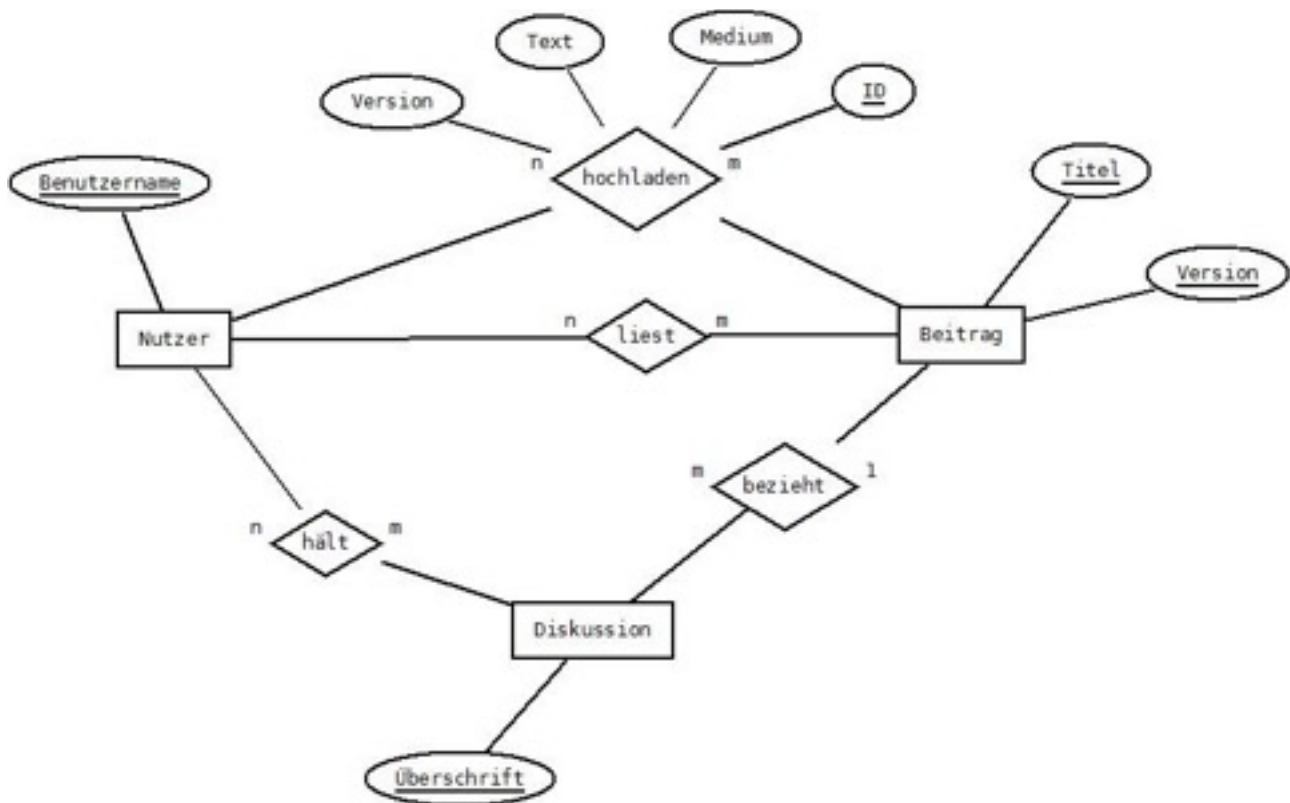 Text
Medium
Version
ID
n
m
hochladen
Benutzername
Titel
Version
Nutzer
n
liest
m
Beitrag
m
bezieht
1
n
hält
m
Diskussion
Überschrift